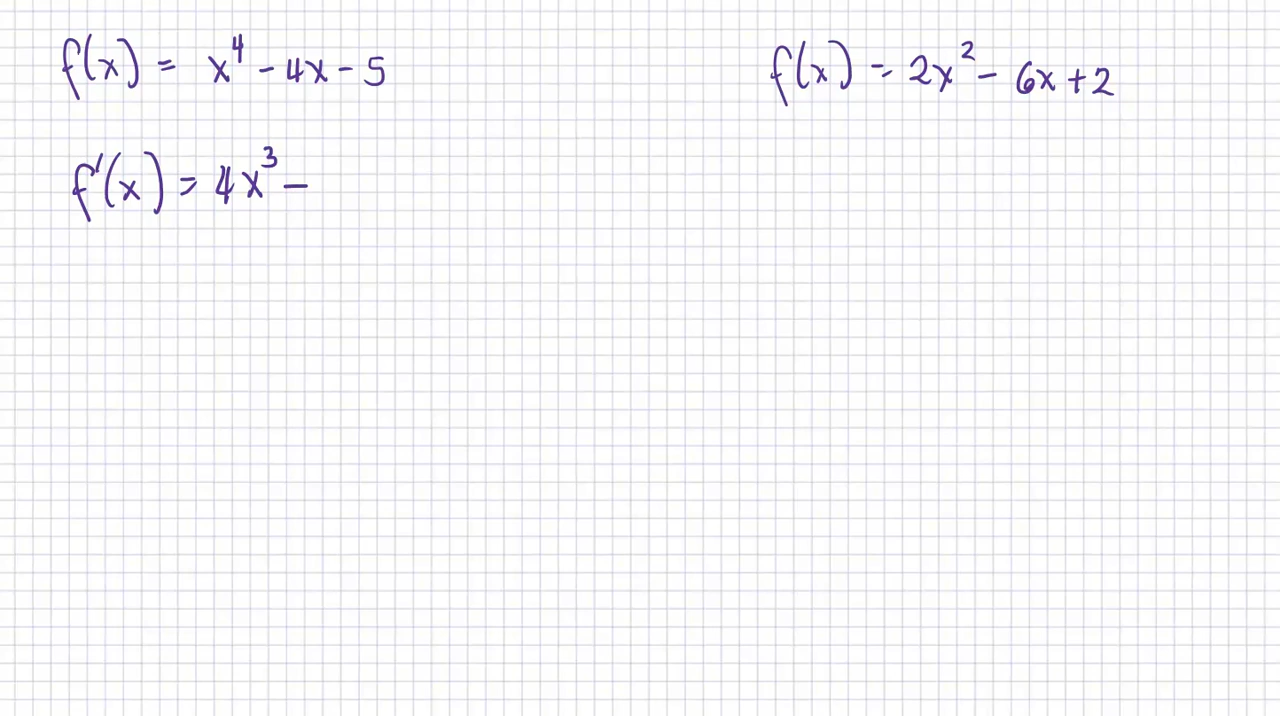 f(x) = x⁴ - 4x - 5
f'(x) = 4x³ -
f(x) = 2x² - 6x + 2